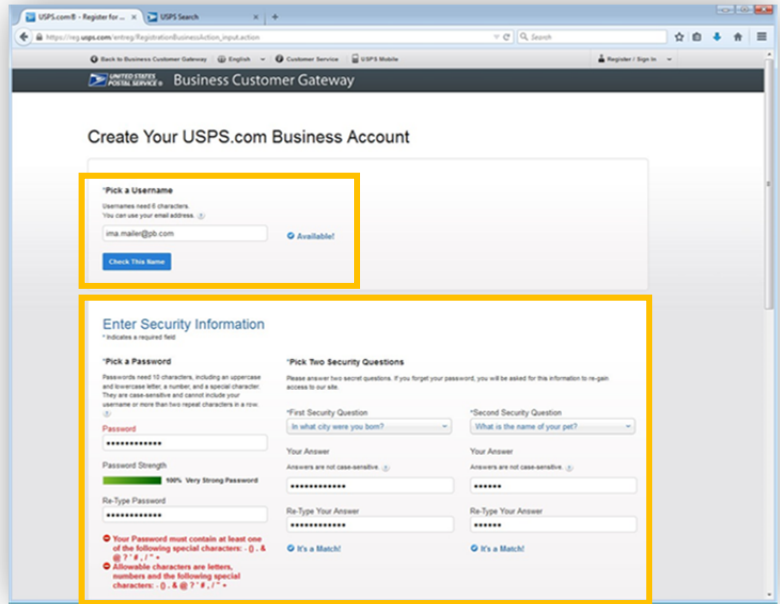 USPS.com® - Register for ... ×
USPS Search ×
+
https://reg.usps.com/entreg/RegistrationBusinessAction_input.action
Search
Back to Business Customer Gateway
English
Customer Service
USPS Mobile
Register / Sign In
UNITED STATES POSTAL SERVICE ®
Business Customer Gateway
Create Your USPS.com Business Account
*Pick a Username
Usernames need 6 characters.
You can use your email address.
ima.mailer@pb.com
Available!
Check This Name
Enter Security Information
* Indicates a required field
*Pick a Password
Passwords need 10 characters, including an uppercase
and lowercase letter, a number, and a special character.
They are case-sensitive and cannot include your
username or more than two repeat characters in a row.
Password
Password Strength
100% Very Strong Password
Re-Type Password
Your Password must contain at least one
of the following special characters: - () . &
@ ? ' # , / " +
Allowable characters are letters,
numbers and the following special
characters: - () . & @ ? ' # , / " +
*Pick Two Security Questions
Please answer two secret questions. If you forget your password, you will be asked for this information to re-gain
access to our site.
*First Security Question
In what city were you born?
Your Answer
Answers are not case-sensitive.
Re-Type Your Answer
It's a Match!
*Second Security Question
What is the name of your pet?
Your Answer
Answers are not case-sensitive.
Re-Type Your Answer
It's a Match!